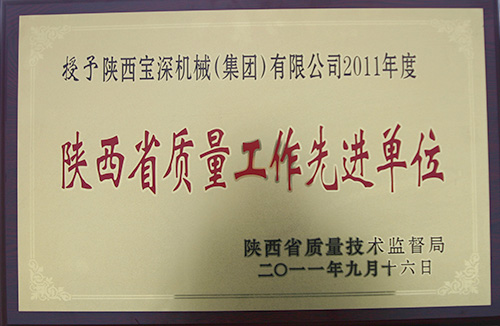 授予陕西宝深机械(集团)有限公司2011年度
陕西省质量工作先进单位
陕西省质量技术监督局
二〇一一年九月十六日